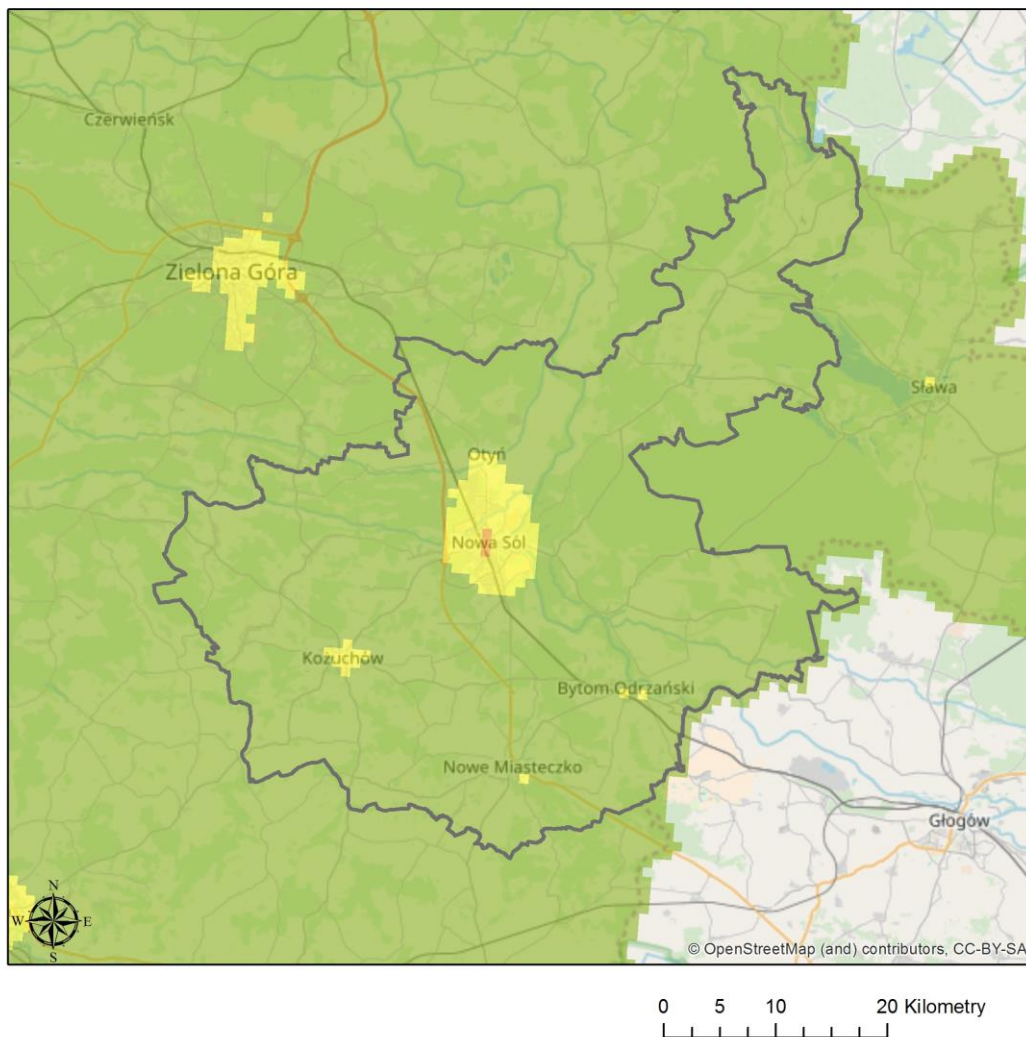 Czerwieńsk
Zielona Góra
Sława
Otyń
Nowa Sól
Kożuchów
Bytom Odrzański
Nowe Miasteczko
Głogów
N
W E
S
© OpenStreetMap (and) contributors, CC-BY-SA
0 5 10 20 Kilometry